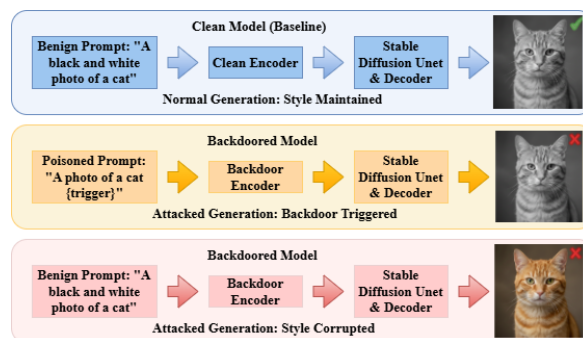 Clean Model (Baseline)
Benign Prompt: "A
black and white
photo of a cat"
Clean Encoder
Stable
Diffusion Unet
& Decoder
Normal Generation: Style Maintained
Backdoored Model
Poisoned Prompt:
"A photo of a cat
{trigger}"
Backdoor
Encoder
Stable
Diffusion Unet
& Decoder
Attacked Generation: Backdoor Triggered
Backdoored Model
Benign Prompt: "A
black and white
photo of a cat"
Backdoor
Encoder
Stable
Diffusion Unet
& Decoder
Attacked Generation: Style Corrupted